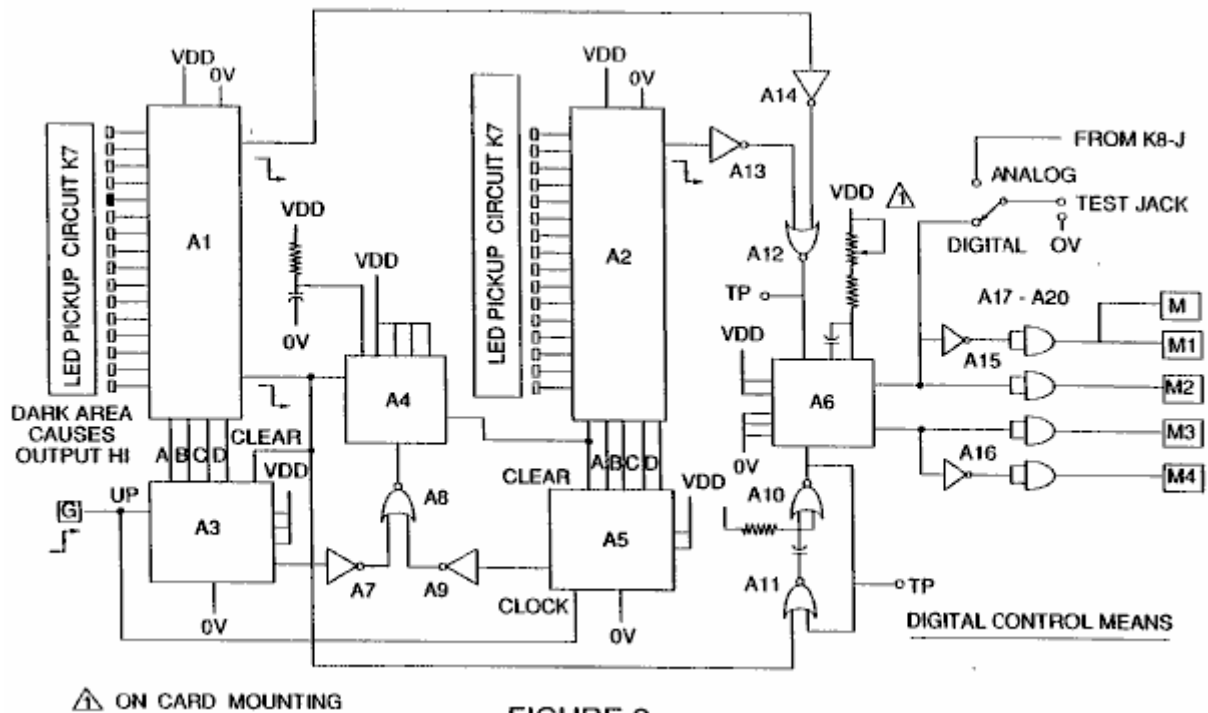 VDD
0V
LED PICKUP CIRCUIT K7
A1
DARK AREA
CAUSES
OUTPUT HI
A B C D
CLEAR
VDD
[G]
UP
A3
0V
VDD
0V
VDD
A4
A8
A7
A9
VDD
0V
LED PICKUP CIRCUIT K7
A2
A13
A14
A12
TP
CLEAR
A B C D
VDD
A5
CLOCK
0V
VDD
1
VDD
A6
0V
A10
A11
TP
FROM K8-J
ANALOG
TEST JACK
DIGITAL
OV
A17 - A20
A15
A16
M
M1
M2
M3
M4
DIGITAL CONTROL MEANS
1 ON CARD MOUNTING